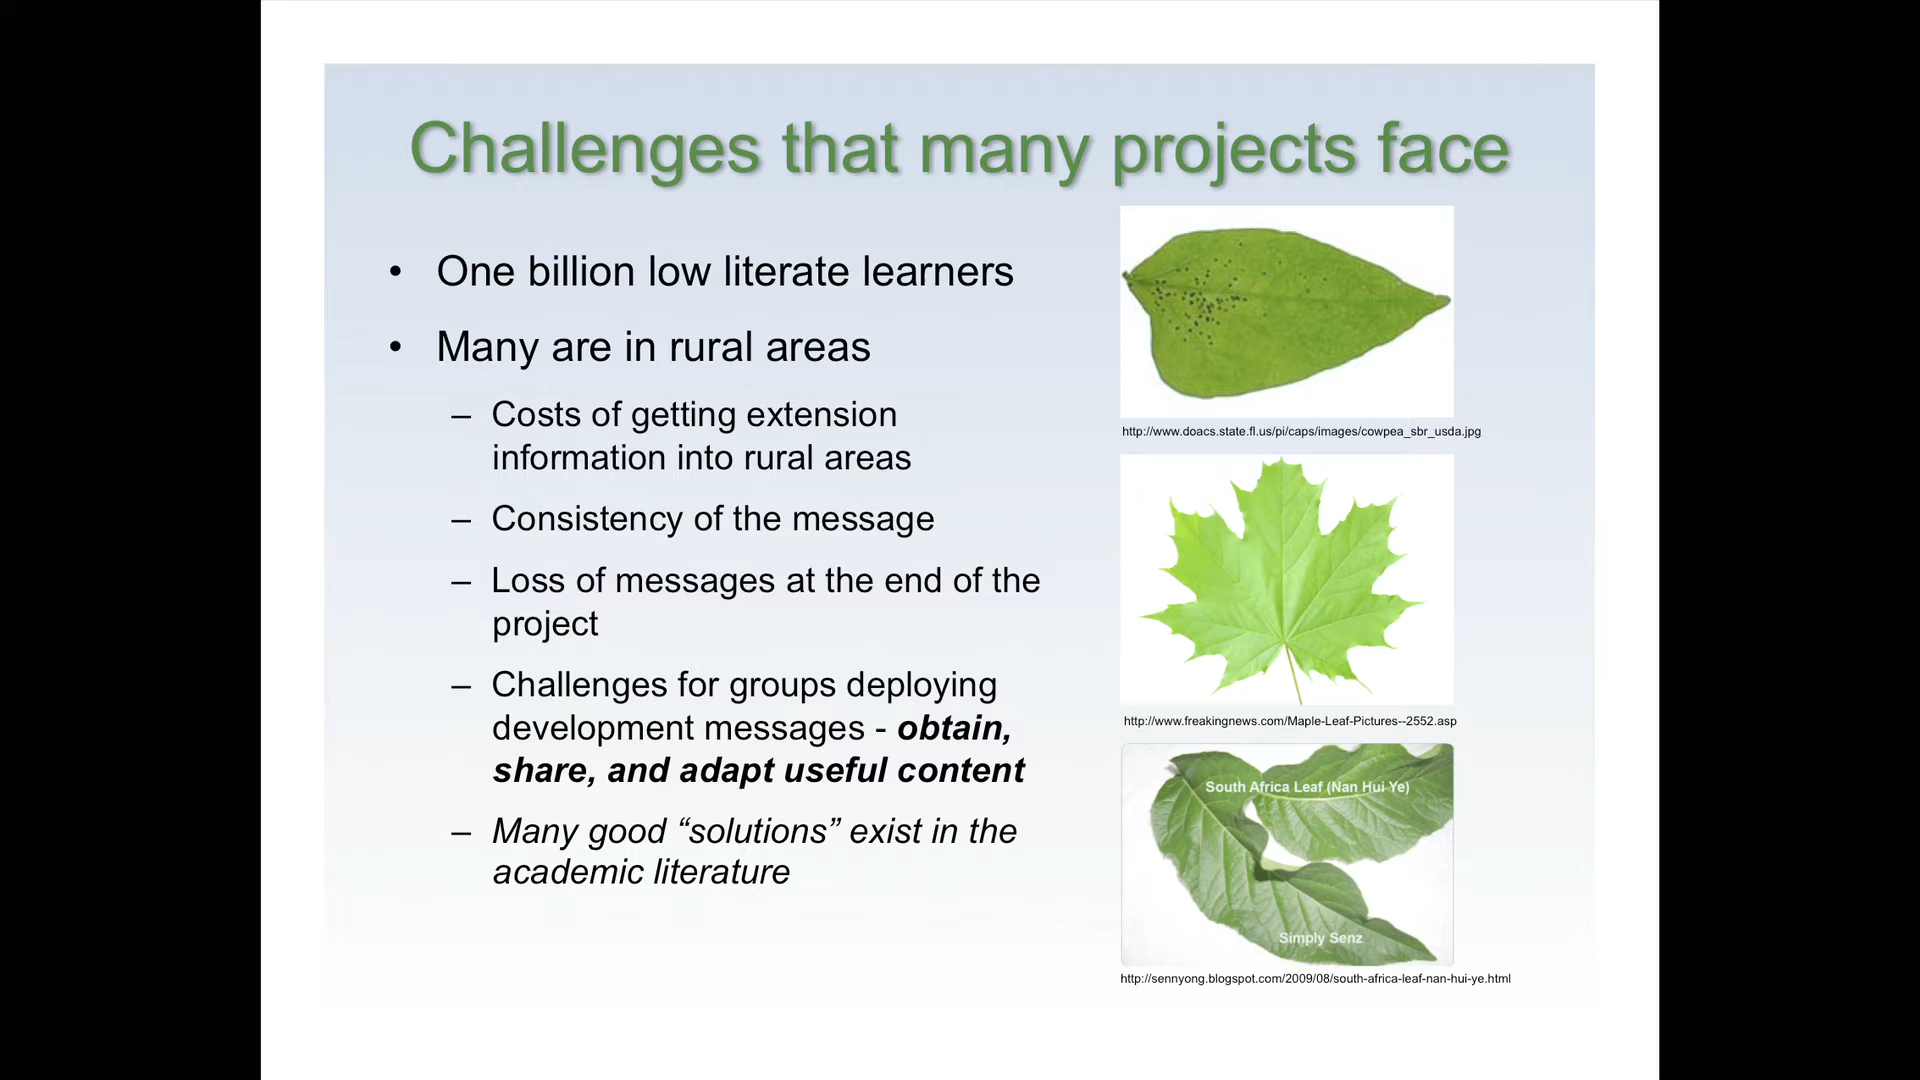 Challenges that many projects face
• One billion low literate learners
• Many are in rural areas
– Costs of getting extension
information into rural areas
– Consistency of the message
– Loss of messages at the end of the
project
– Challenges for groups deploying
development messages - obtain,
share, and adapt useful content
– Many good “solutions” exist in the
academic literature
http://www.doacs.state.fl.us/pi/caps/images/cowpea_sbr_usda.jpg
http://www.freakingnews.com/Maple-Leaf-Pictures--2552.asp
South Africa Leaf (Nan Hui Ye)
Simply Senz
http://sennyong.blogspot.com/2009/08/south-africa-leaf-nan-hui-ye.html